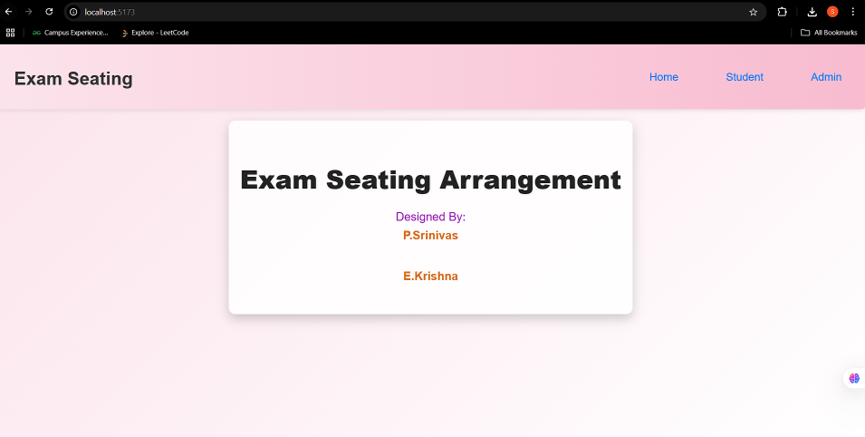 localhost:5173
S
GG Campus Experience...
Explore - LeetCode
All Bookmarks
Exam Seating
Home
Student
Admin
Exam Seating Arrangement
Designed By:
P.Srinivas
E.Krishna